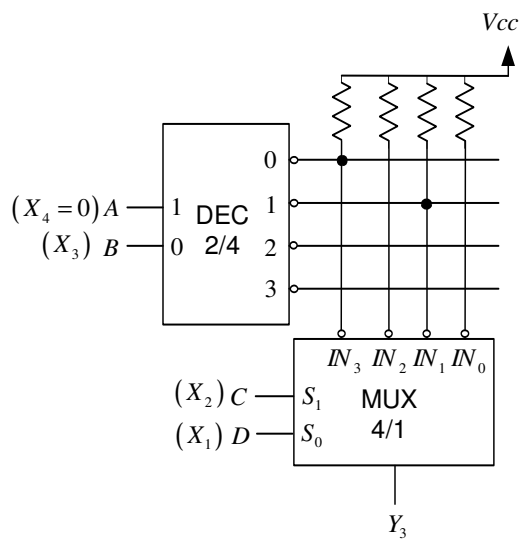 Vcc
0
(X₄ = 0) A 1 DEC 1
(X₃) B 0 2/4 2
3
IN₃ IN₂ IN₁ IN₀
(X₂) C S₁ MUX
(X₁) D S₀ 4/1
Y₃